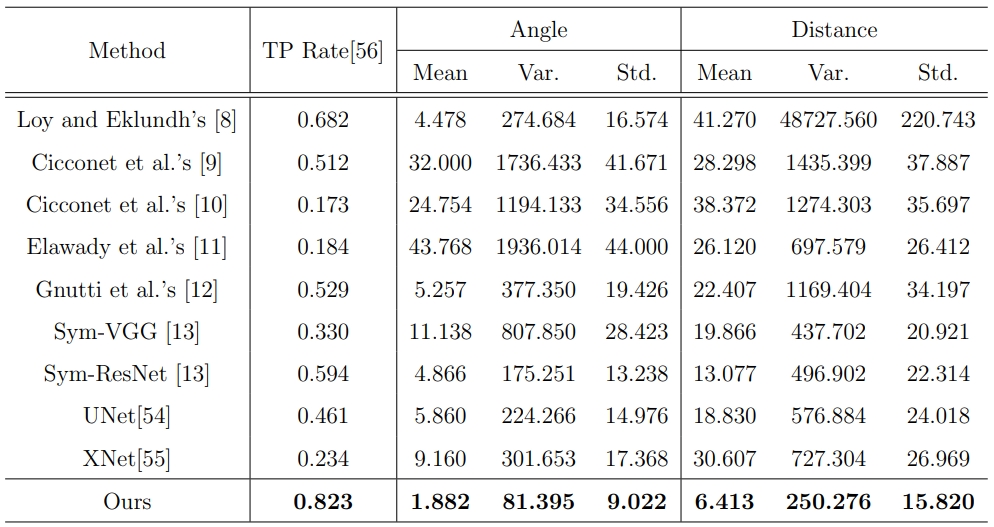 Method TP Rate[56] Angle Distance
Mean Var. Std. Mean Var. Std.
Loy and Eklundh's [8] 0.682 4.478 274.684 16.574 41.270 48727.560 220.743
Cicconet et al.'s [9] 0.512 32.000 1736.433 41.671 28.298 1435.399 37.887
Cicconet et al.'s [10] 0.173 24.754 1194.133 34.556 38.372 1274.303 35.697
Elawady et al.'s [11] 0.184 43.768 1936.014 44.000 26.120 697.579 26.412
Gnutti et al.'s [12] 0.529 5.257 377.350 19.426 22.407 1169.404 34.197
Sym-VGG [13] 0.330 11.138 807.850 28.423 19.866 437.702 20.921
Sym-ResNet [13] 0.594 4.866 175.251 13.238 13.077 496.902 22.314
UNet[54] 0.461 5.860 224.266 14.976 18.830 576.884 24.018
XNet[55] 0.234 9.160 301.653 17.368 30.607 727.304 26.969
Ours 0.823 1.882 81.395 9.022 6.413 250.276 15.820